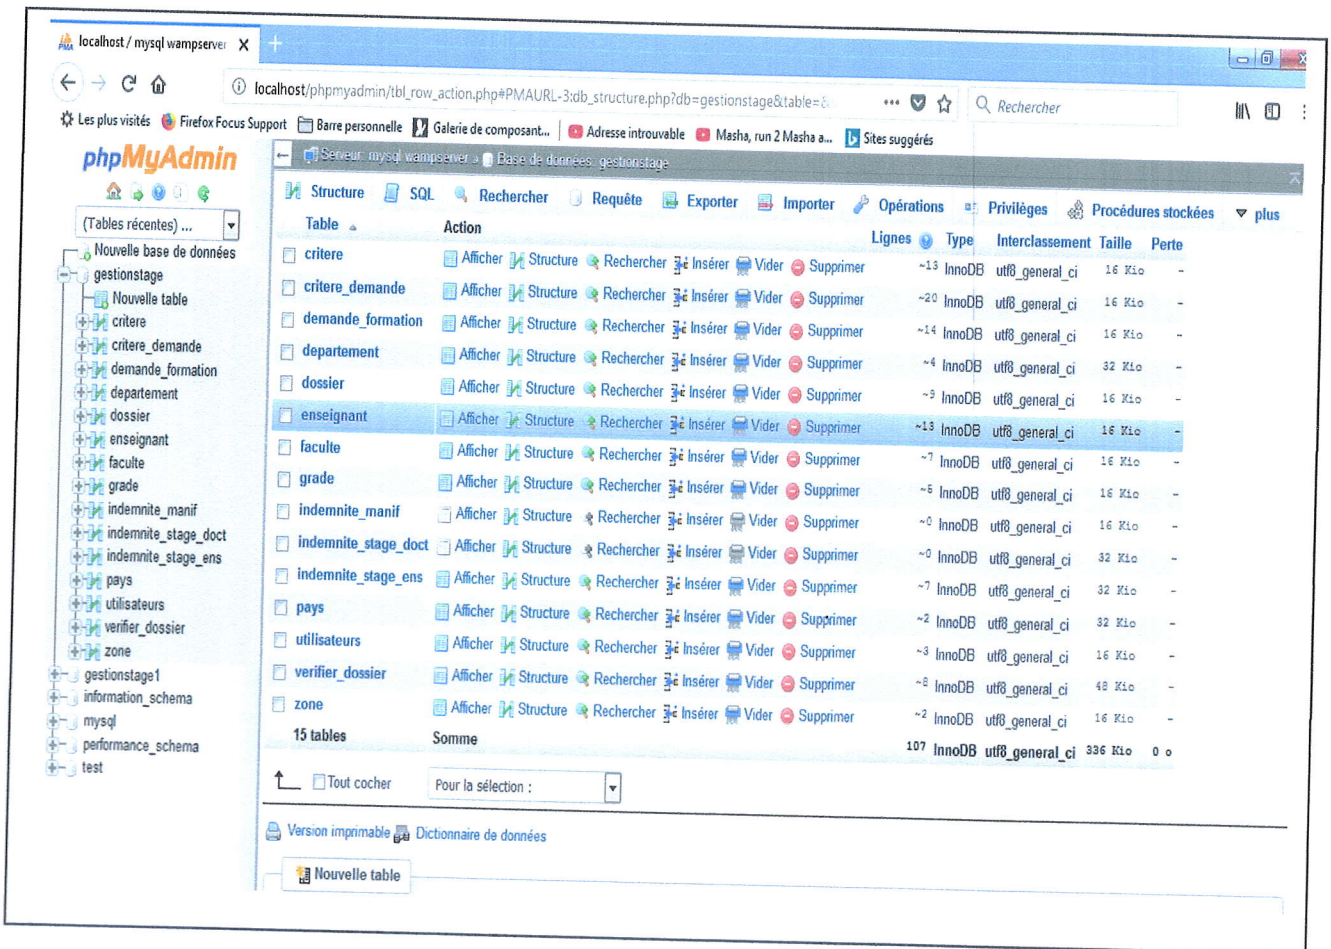 localhost / mysql wampserver
localhost/phpmyadmin/tbl_row_action.php#PMAURL-3:db_structure.php?db=gestionstage&table=&
Rechercher
Les plus visités Firefox Focus Support Barre personnelle Galerie de composant... Adresse introuvable Masha, run 2 Masha a... Sites suggérés
phpMyAdmin
(Tables récentes) ...
Nouvelle base de données
gestionstage
Nouvelle table
critere
critere_demande
demande_formation
departement
dossier
enseignant
faculte
grade
indemnite_manif
indemnite_stage_doct
indemnite_stage_ens
pays
utilisateurs
verifier_dossier
zone
gestionstage1
information_schema
mysql
performance_schema
test
Serveur: mysql wampserver » Base de données: gestionstage
Structure SQL Rechercher Requête Exporter Importer Opérations Privilèges Procédures stockées plus
Table Action Lignes Type Interclassement Taille Perte
critere Afficher Structure Rechercher Insérer Vider Supprimer ~13 InnoDB utf8_general_ci 16 Kio -
critere_demande Afficher Structure Rechercher Insérer Vider Supprimer ~20 InnoDB utf8_general_ci 16 Kio -
demande_formation Afficher Structure Rechercher Insérer Vider Supprimer ~14 InnoDB utf8_general_ci 16 Kio -
departement Afficher Structure Rechercher Insérer Vider Supprimer ~4 InnoDB utf8_general_ci 32 Kio -
dossier Afficher Structure Rechercher Insérer Vider Supprimer ~9 InnoDB utf8_general_ci 16 Kio -
enseignant Afficher Structure Rechercher Insérer Vider Supprimer ~13 InnoDB utf8_general_ci 16 Kio -
faculte Afficher Structure Rechercher Insérer Vider Supprimer ~7 InnoDB utf8_general_ci 16 Kio -
grade Afficher Structure Rechercher Insérer Vider Supprimer InnoDB utf8_general_ci 16 Kio -
indemnite_manif Afficher Structure Rechercher Insérer Vider Supprimer ~0 InnoDB utf8_general_ci 16 Kio -
indemnite_stage_doct Afficher Structure Rechercher Insérer Vider Supprimer ~0 InnoDB utf8_general_ci 32 Kio -
indemnite_stage_ens Afficher Structure Rechercher Insérer Vider Supprimer ~7 InnoDB utf8_general_ci 32 Kio -
pays Afficher Structure Rechercher Insérer Vider Supprimer ~2 InnoDB utf8_general_ci 32 Kio -
utilisateurs Afficher Structure Rechercher Insérer Vider Supprimer ~3 InnoDB utf8_general_ci 16 Kio -
verifier_dossier Afficher Structure Rechercher Insérer Vider Supprimer ~8 InnoDB utf8_general_ci 48 Kio -
zone Afficher Structure Rechercher Insérer Vider Supprimer ~2 InnoDB utf8_general_ci 16 Kio -
15 tables Somme 107 InnoDB utf8_general_ci 336 Kio 0 o
Tout cocher Pour la sélection :
Version imprimable Dictionnaire de données
Nouvelle table